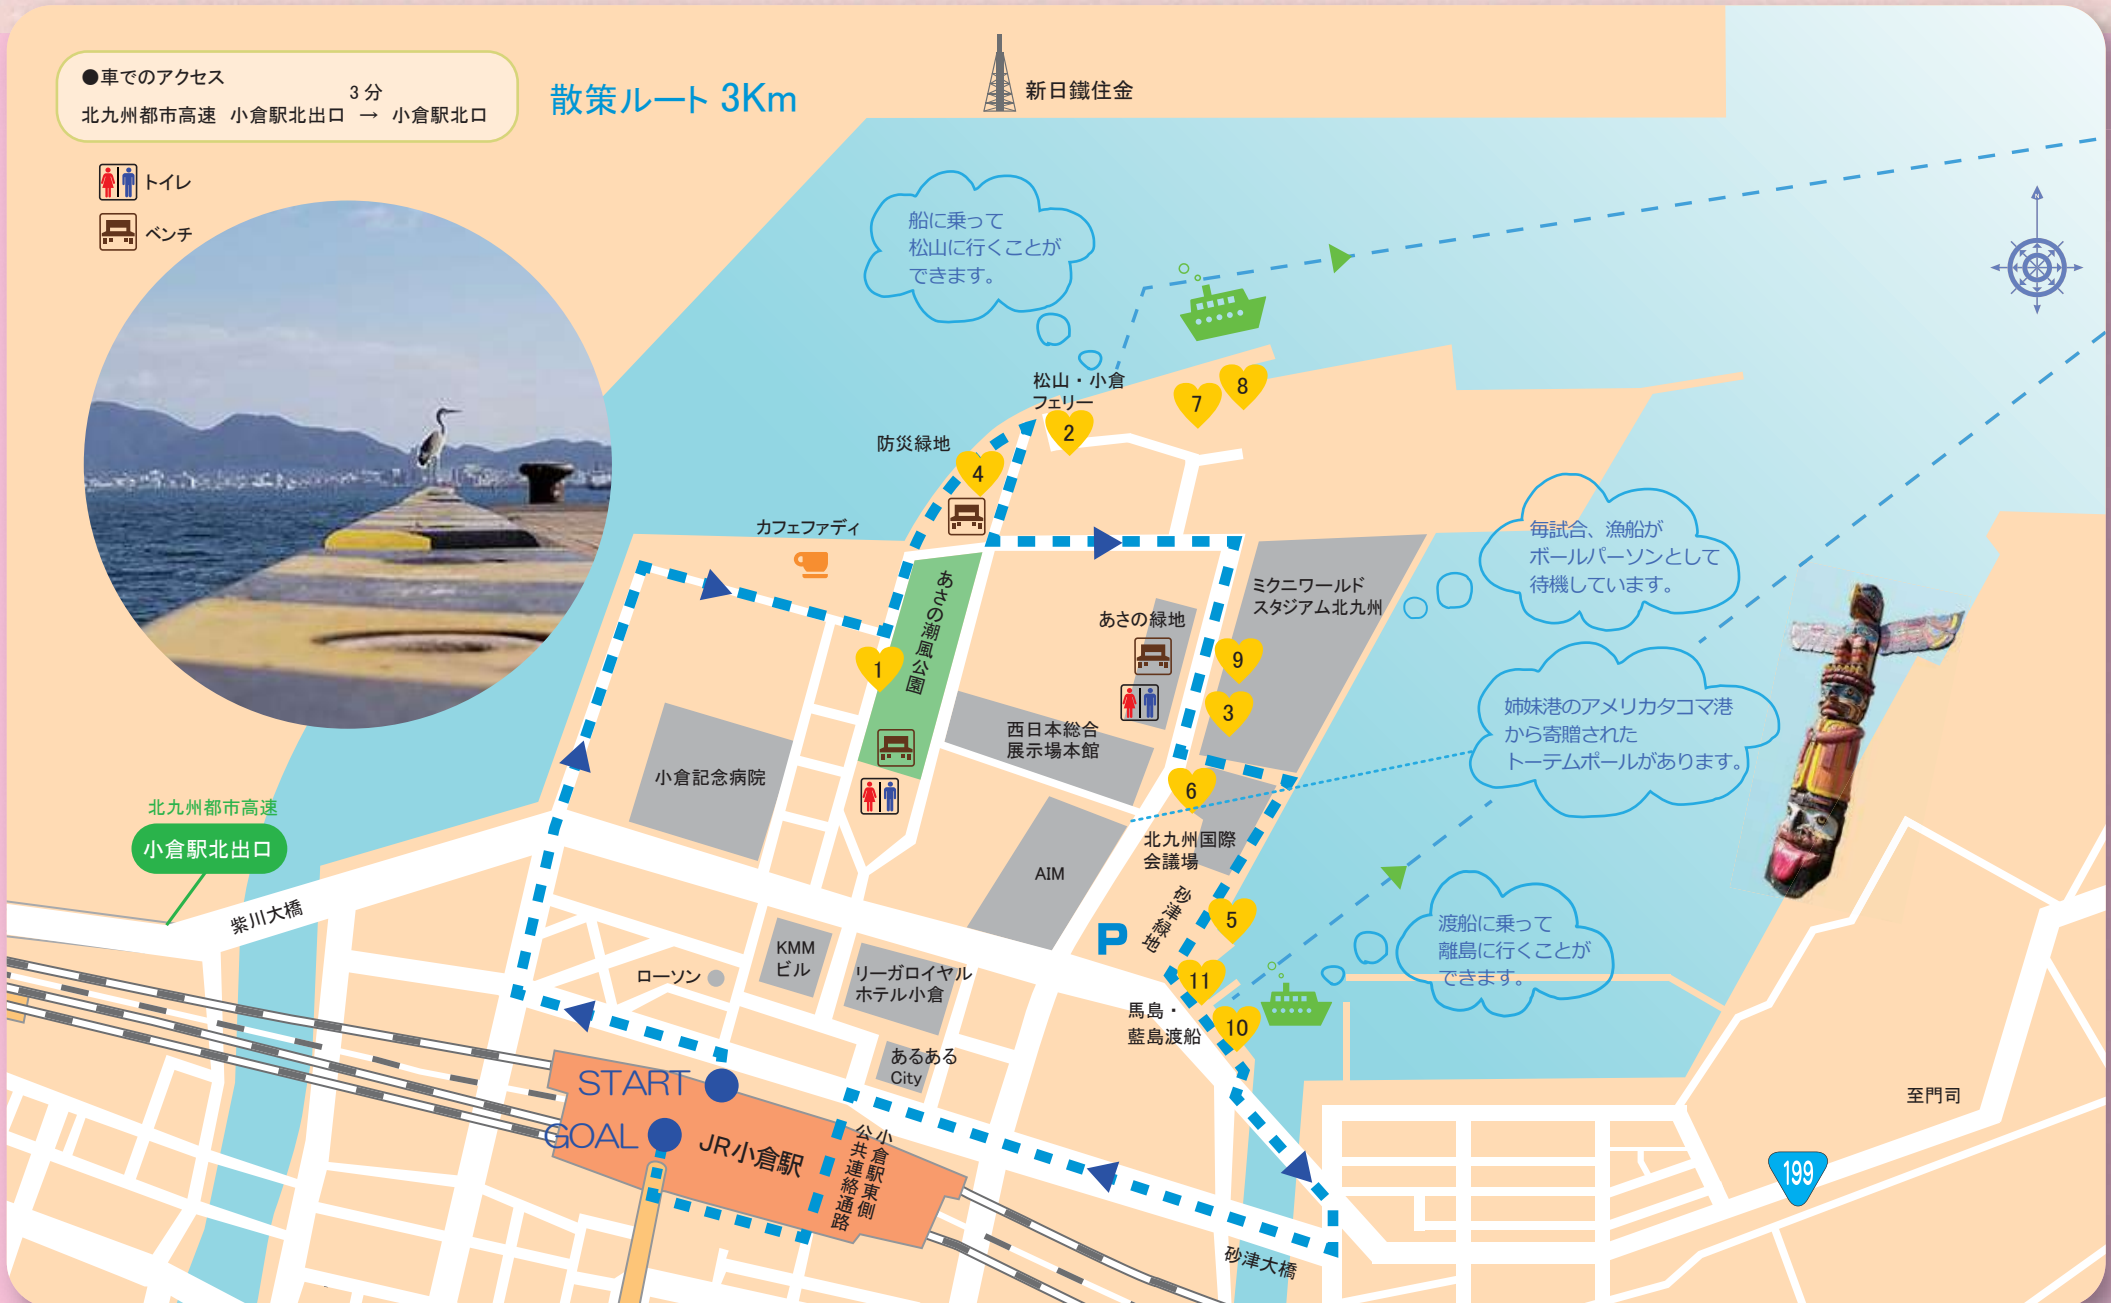 ●車でのアクセス
3分
北九州都市高速 小倉駅北出口 → 小倉駅北口
散策ルート 3Km
新日鐵住金
トイレ
ベンチ
船に乗って
松山に行くことが
できます。
N
松山・小倉
フェリー
8
7
2
防災緑地
4
カフェファディ
毎試合、漁船が
ボールパーソンとして
待機しています。
あさの潮風公園
ミクニワールド
スタジアム北九州
あさの緑地
1
9
3
姉妹港のアメリカタコマ港
から寄贈された
トーテムポールがあります。
西日本総合
展示場本館
小倉記念病院
6
北九州都市高速
小倉駅北出口
北九州国際
会議場
AIM
砂津緑地
5
P
紫川大橋
渡船に乗って
離島に行くことが
できます。
KMM
ビル
ローソン
リーガロイヤル
ホテル小倉
11
馬島・
藍島渡船
10
あるある
City
START
GOAL
JR小倉駅
小倉駅東側
公共連絡通路
至門司
199
砂津大橋